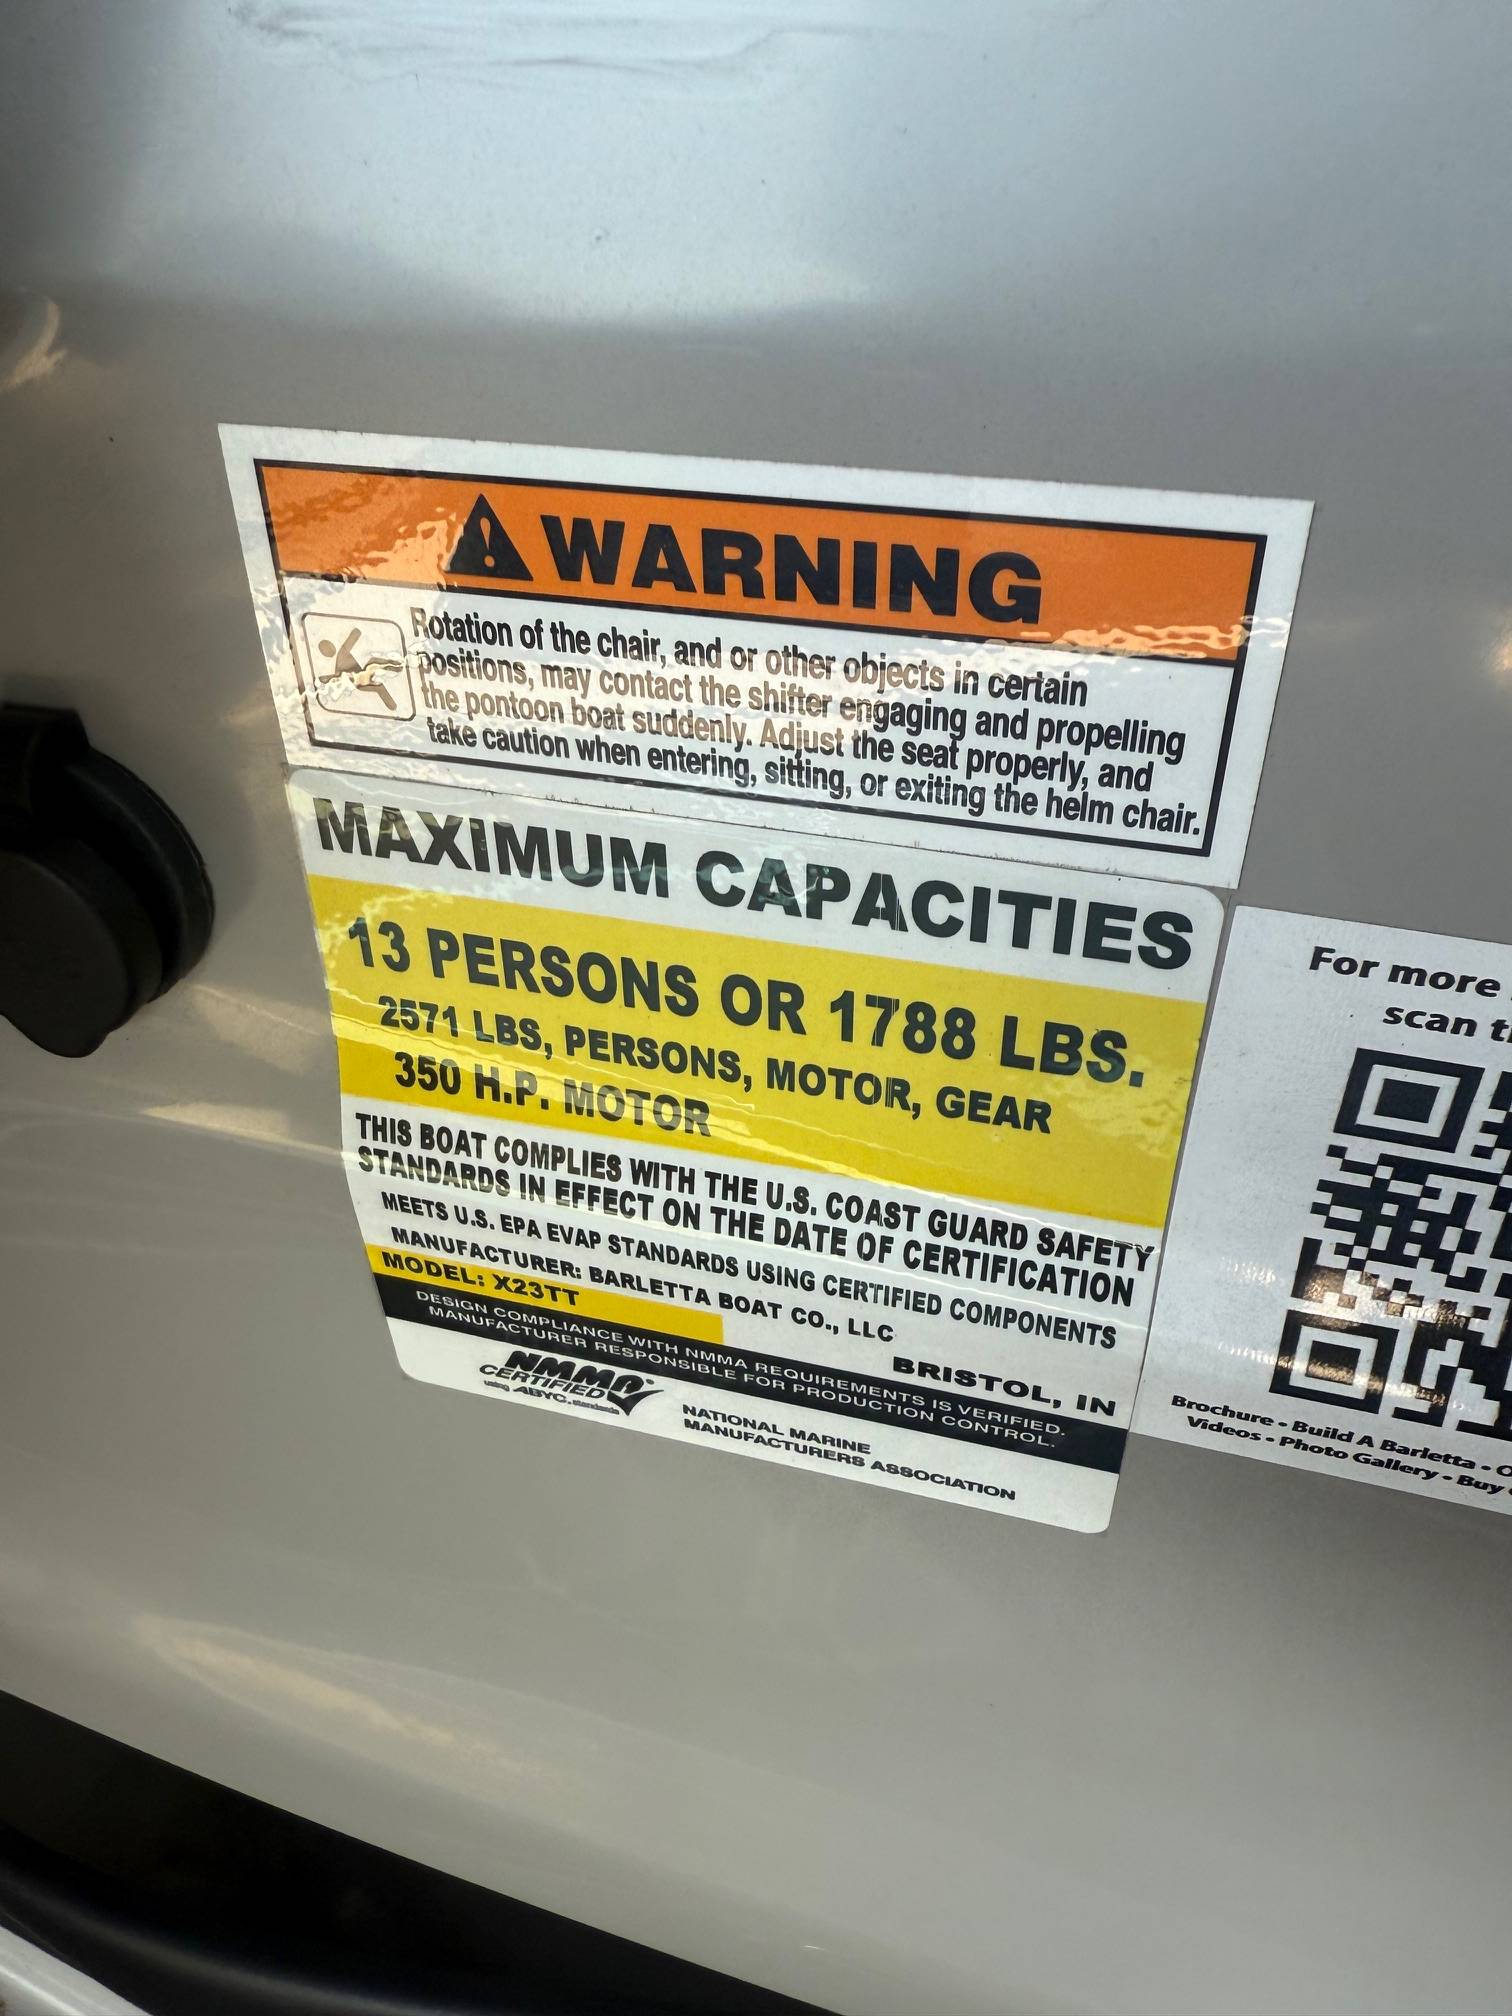 WARNING
Rotation of the chair, and or other objects in certain
positions, may contact the shifter engaging and propelling
the pontoon boat suddenly. Adjust the seat properly, and
take caution when entering, sitting, or exiting the helm chair.
MAXIMUM CAPACITIES
13 PERSONS OR 1788 LBS.
2571 LBS, PERSONS, MOTOR, GEAR
350 H.P. MOTOR
THIS BOAT COMPLIES WITH THE U.S. COAST GUARD SAFETY
STANDARDS IN EFFECT ON THE DATE OF CERTIFICATION
MEETS U.S. EPA EVAP STANDARDS USING CERTIFIED COMPONENTS
MANUFACTURER: BARLETTA BOAT CO., LLC
MODEL: X23TT
BRISTOL, IN
DESIGN COMPLIANCE WITH NMMA REQUIREMENTS IS VERIFIED.
MANUFACTURER RESPONSIBLE FOR PRODUCTION CONTROL.
NMMA
CERTIFIED
using ABYC. standards
NATIONAL MARINE
MANUFACTURERS ASSOCIATION
For more
scan
Brochure • Build A Barletta •
Videos • Photo Gallery • Buy